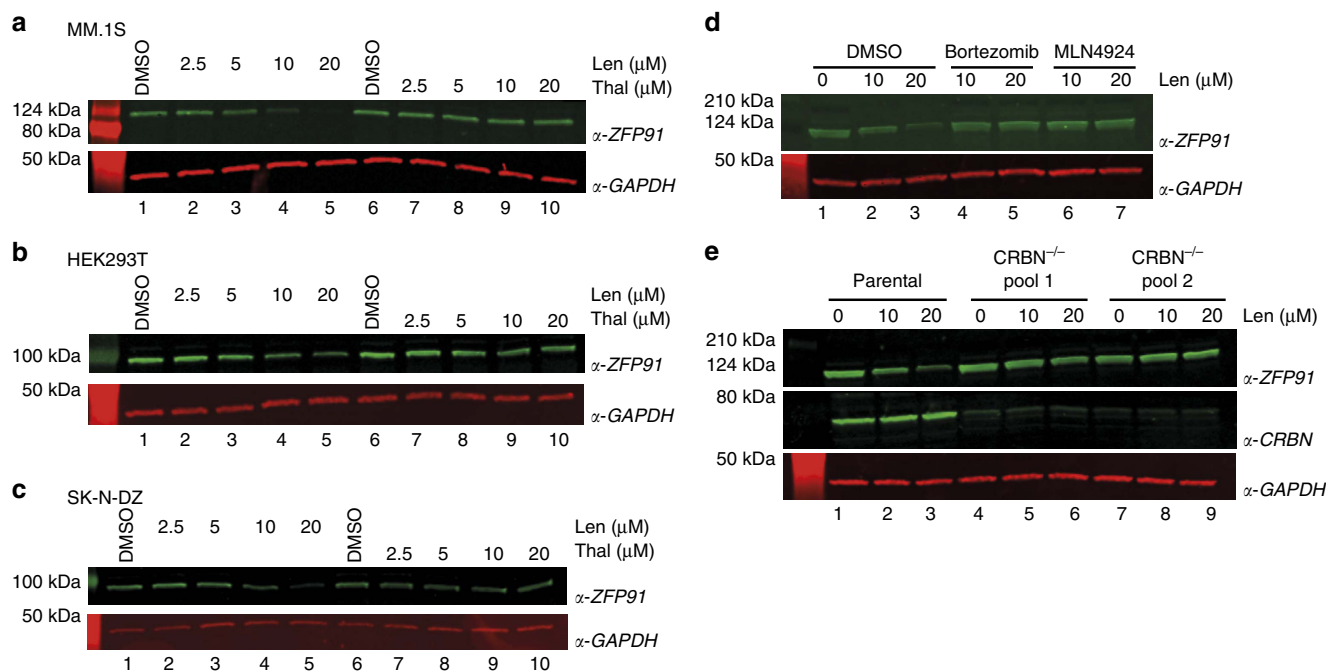 a
MM.1S
DMSO 2.5 5 10 20 DMSO Len (μM)
2.5 5 10 20 Thal (μM)
124 kDa
80 kDa
α-ZFP91
50 kDa
α-GAPDH
1 2 3 4 5 6 7 8 9 10
b
HEK293T
DMSO 2.5 5 10 20 DMSO Len (μM)
2.5 5 10 20 Thal (μM)
100 kDa
α-ZFP91
50 kDa
α-GAPDH
1 2 3 4 5 6 7 8 9 10
c
SK-N-DZ
DMSO 2.5 5 10 20 DMSO Len (μM)
2.5 5 10 20 Thal (μM)
100 kDa
α-ZFP91
50 kDa
α-GAPDH
1 2 3 4 5 6 7 8 9 10
d
DMSO Bortezomib MLN4924
0 10 20 10 20 10 20 Len (μM)
210 kDa
124 kDa
α-ZFP91
50 kDa
α-GAPDH
1 2 3 4 5 6 7
e
Parental CRBN−/− pool 1 CRBN−/− pool 2
0 10 20 0 10 20 0 10 20 Len (μM)
210 kDa
124 kDa
α-ZFP91
80 kDa
α-CRBN
50 kDa
α-GAPDH
1 2 3 4 5 6 7 8 9